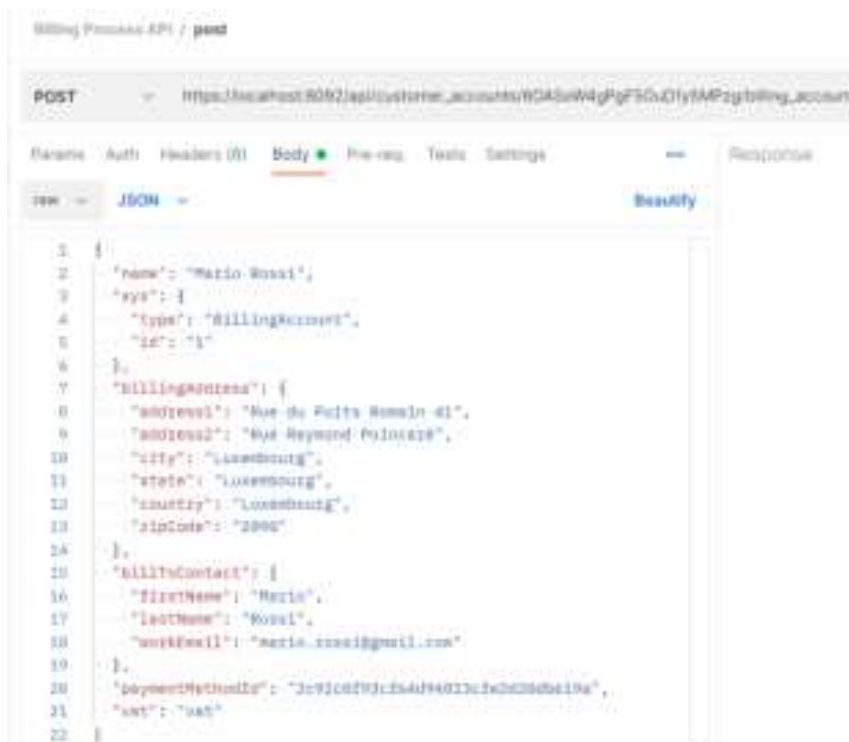 Billing Process API / post
POST
Params Auth Headers (8) Body Pre-req. Tests Settings
Response
raw JSON Beautify
1 {
2 "name": "Mario Rossi",
3 "sys": {
4 "type": "BillingAccount",
5 "id": "1"
6 },
7 "billingAddress": {
8 "address1": "Rue du Puits Romain 41",
9 "address2": "Rue Raymond Poincaré",
10 "city": "Luxembourg",
11 "state": "Luxembourg",
12 "country": "Luxembourg",
13 "zipCode":
14 },
15 "billToContact": {
16 "firstName": "Mario",
17 "lastName": "Rossi",
18 "workEmail": "mario.rossi@gmail.com"
19 },
20 "paymentMethodId":
21 "vat": "vat"
22 }